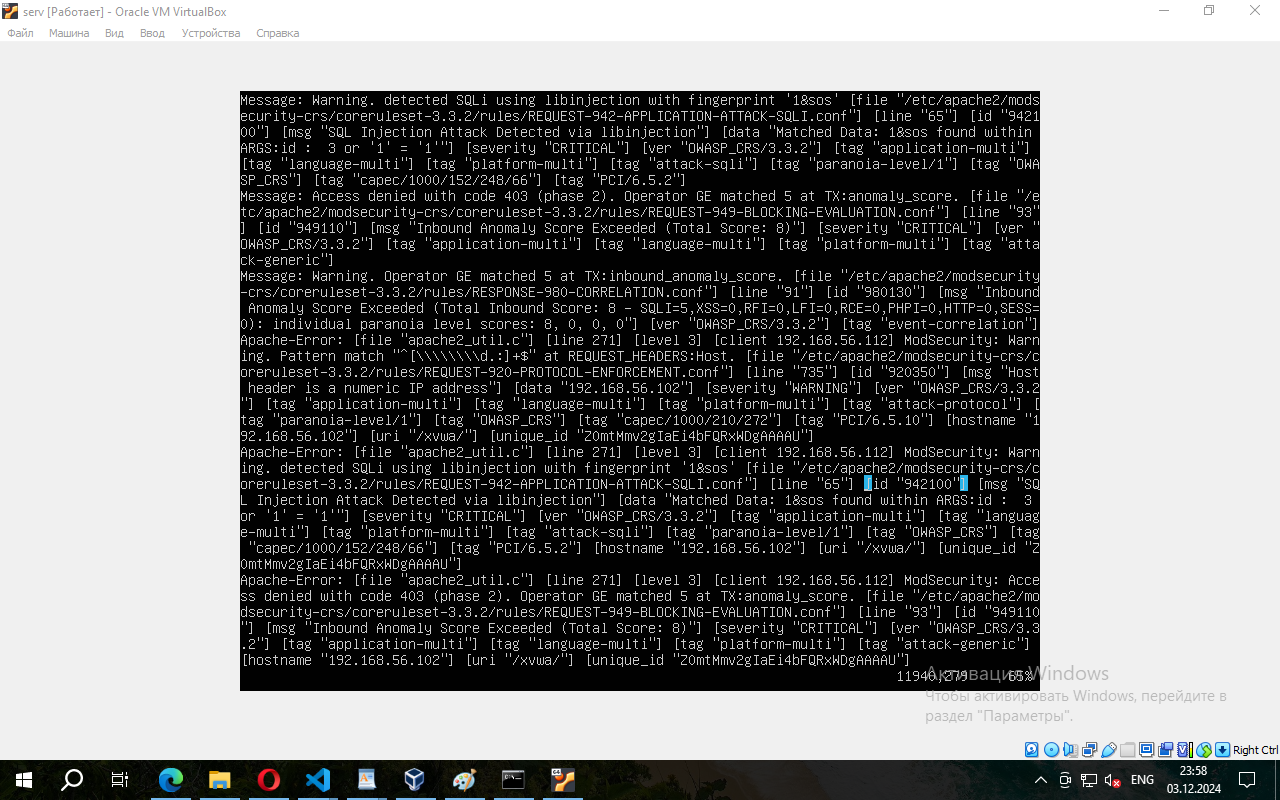 serv [Работает] - Oracle VM VirtualBox
Файл Машина Вид Ввод Устройства Справка
Message: Warning. detected SQLi using libinjection with fingerprint '1&sos' [file "/etc/apache2/mods
ecurity-crs/coreruleset-3.3.2/rules/REQUEST-942-APPLICATION-ATTACK-SQLI.conf"] [line "65"] [id "9421
00"] [msg "SQL Injection Attack Detected via libinjection"] [data "Matched Data: 1&sos found within
ARGS:id :  3 or '1' = '1'"] [severity "CRITICAL"] [ver "OWASP_CRS/3.3.2"] [tag "application-multi"]
[tag "language-multi"] [tag "platform-multi"] [tag "attack-sqli"] [tag "paranoia-level/1"] [tag "OWA
SP_CRS"] [tag "capec/1000/152/248/66"] [tag "PCI/6.5.2"]
Message: Access denied with code 403 (phase 2). Operator GE matched 5 at TX:anomaly_score. [file "/e
tc/apache2/modsecurity-crs/coreruleset-3.3.2/rules/REQUEST-949-BLOCKING-EVALUATION.conf"] [line "93"
] [id "949110"] [msg "Inbound Anomaly Score Exceeded (Total Score: 8)"] [severity "CRITICAL"] [ver "
OWASP_CRS/3.3.2"] [tag "application-multi"] [tag "language-multi"] [tag "platform-multi"] [tag "atta
ck-generic"]
Message: Warning. Operator GE matched 5 at TX:inbound_anomaly_score. [file "/etc/apache2/modsecurity
-crs/coreruleset-3.3.2/rules/RESPONSE-980-CORRELATION.conf"] [line "91"] [id "980130"] [msg "Inbound
 Anomaly Score Exceeded (Total Inbound Score: 8 - SQLI=5,XSS=0,RFI=0,LFI=0,RCE=0,PHPI=0,HTTP=0,SESS=
0): individual paranoia level scores: 8, 0, 0, 0"] [ver "OWASP_CRS/3.3.2"] [tag "event-correlation"]
Apache-Error: [file "apache2_util.c"] [line 271] [level 3] [client 192.168.56.112] ModSecurity: Warn
ing. Pattern match "^[\\\\\\\\d.:]+$" at REQUEST_HEADERS:Host. [file "/etc/apache2/modsecurity-crs/c
oreruleset-3.3.2/rules/REQUEST-920-PROTOCOL-ENFORCEMENT.conf"] [line "735"] [id "920350"] [msg "Host
 header is a numeric IP address"] [data "192.168.56.102"] [severity "WARNING"] [ver "OWASP_CRS/3.3.2
"] [tag "application-multi"] [tag "language-multi"] [tag "platform-multi"] [tag "attack-protocol"] [
tag "paranoia-level/1"] [tag "OWASP_CRS"] [tag "capec/1000/210/272"] [tag "PCI/6.5.10"] [hostname "1
92.168.56.102"] [uri "/xvwa/"] [unique_id "Z0mtMmv2gIaEi4bFQRxWDgAAAAU"]
Apache-Error: [file "apache2_util.c"] [line 271] [level 3] [client 192.168.56.112] ModSecurity: Warn
ing. detected SQLi using libinjection with fingerprint '1&sos' [file "/etc/apache2/modsecurity-crs/c
oreruleset-3.3.2/rules/REQUEST-942-APPLICATION-ATTACK-SQLI.conf"] [line "65"] [id "942100"] [msg "SQ
L Injection Attack Detected via libinjection"] [data "Matched Data: 1&sos found within ARGS:id :  3
or '1' = '1'"] [severity "CRITICAL"] [ver "OWASP_CRS/3.3.2"] [tag "application-multi"] [tag "languag
e-multi"] [tag "platform-multi"] [tag "attack-sqli"] [tag "paranoia-level/1"] [tag "OWASP_CRS"] [tag
 "capec/1000/152/248/66"] [tag "PCI/6.5.2"] [hostname "192.168.56.102"] [uri "/xvwa/"] [unique_id "Z
0mtMmv2gIaEi4bFQRxWDgAAAAU"]
Apache-Error: [file "apache2_util.c"] [line 271] [level 3] [client 192.168.56.112] ModSecurity: Acce
ss denied with code 403 (phase 2). Operator GE matched 5 at TX:anomaly_score. [file "/etc/apache2/mo
dsecurity-crs/coreruleset-3.3.2/rules/REQUEST-949-BLOCKING-EVALUATION.conf"] [line "93"] [id "949110
"] [msg "Inbound Anomaly Score Exceeded (Total Score: 8)"] [severity "CRITICAL"] [ver "OWASP_CRS/3.3
.2"] [tag "application-multi"] [tag "language-multi"] [tag "platform-multi"] [tag "attack-generic"]
[hostname "192.168.56.102"] [uri "/xvwa/"] [unique_id "Z0mtMmv2gIaEi4bFQRxWDgAAAAU"]
11940,279 65%
Активация Windows
Чтобы активировать Windows, перейдите в
раздел "Параметры".
Right Ctrl
ENG
23:58
03.12.2024